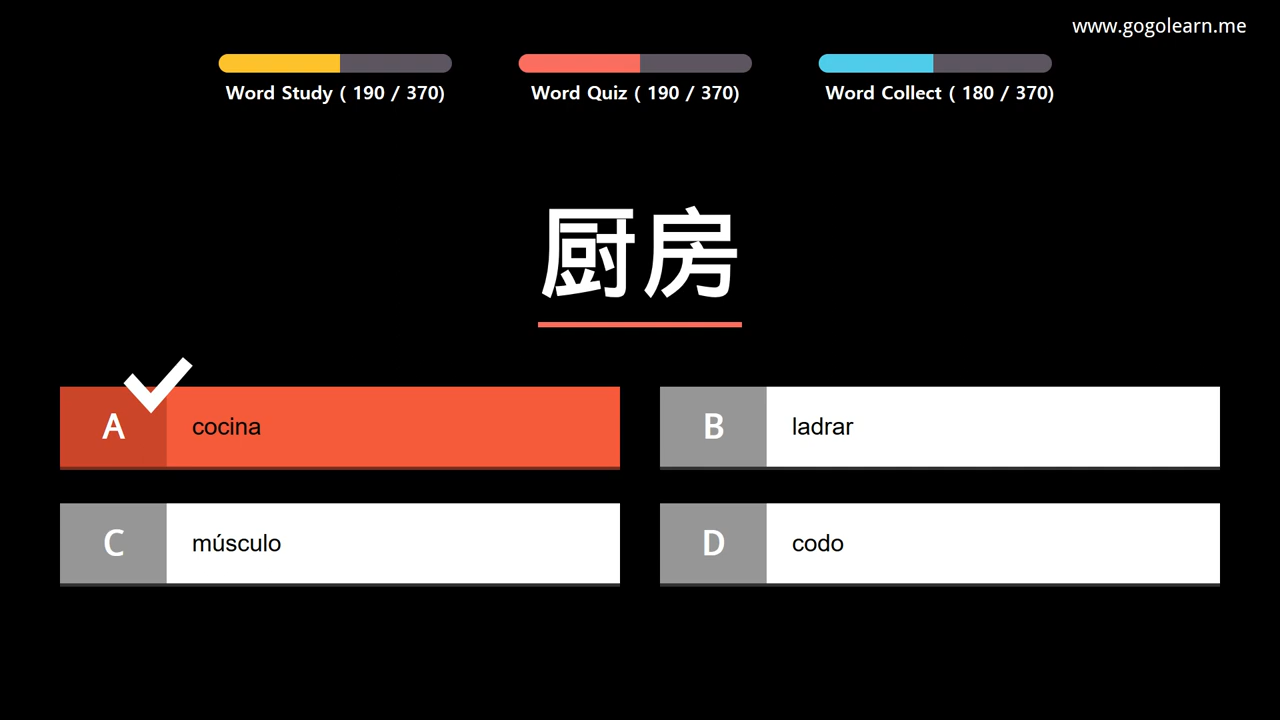 www.gogolearn.me
Word Study ( 190 / 370)
Word Quiz ( 190 / 370)
Word Collect ( 180 / 370)
厨房
A cocina
B ladrar
C músculo
D codo